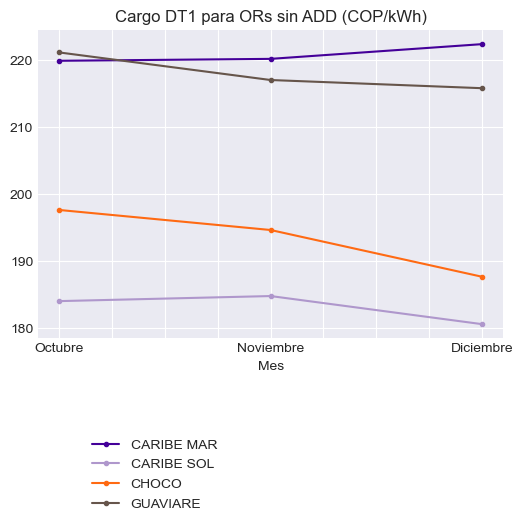 Cargo DT1 para ORs sin ADD (COP/kWh)
220
210
200
190
180
Octubre Noviembre Diciembre
Mes
CARIBE MAR
CARIBE SOL
CHOCO
GUAVIARE